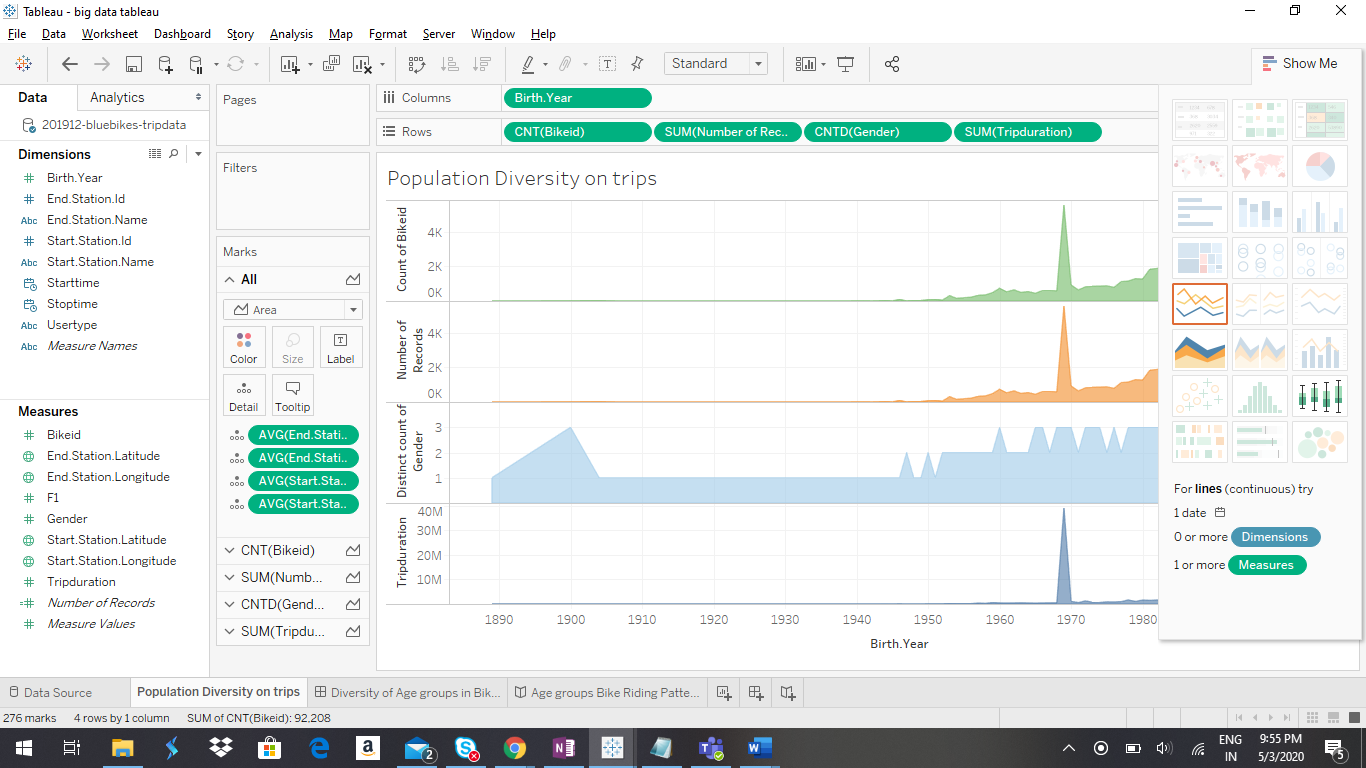 Tableau - big data tableau
File Data Worksheet Dashboard Story Analysis Map Format Server Window Help
Standard
Show Me
Data Analytics
201912-bluebikes-tripdata
Dimensions
Birth.Year
End.Station.Id
Abc End.Station.Name
Start.Station.Id
Abc Start.Station.Name
Starttime
Stoptime
Abc Usertype
Abc Measure Names
Measures
Bikeid
End.Station.Latitude
End.Station.Longitude
F1
Gender
Start.Station.Latitude
Start.Station.Longitude
Tripduration
Number of Records
Measure Values
Pages
Filters
Marks
All
Area
Color Size Label
Detail Tooltip
AVG(End.Stati..
AVG(End.Stati..
AVG(Start.Sta..
AVG(Start.Sta..
CNT(Bikeid)
SUM(Numb...
CNTD(Gend...
SUM(Tripdu...
Columns Birth.Year
Rows CNT(Bikeid) SUM(Number of Rec.. CNTD(Gender) SUM(Tripduration)
Population Diversity on trips
Count of Bikeid
4K
2K
0K
Number of
Records
4K
2K
0K
Distinct count of
Gender
3
2
1
Tripduration
40M
30M
20M
10M
1890 1900 1910 1920 1930 1940 1950 1960 1970 1980
Birth.Year
For lines (continuous) try
1 date
0 or more Dimensions
1 or more Measures
Data Source Population Diversity on trips Diversity of Age groups in Bik... Age groups Bike Riding Patte...
276 marks 4 rows by 1 column SUM of CNT(Bikeid): 92,208
2
ENG
IN
9:55 PM
5/3/2020
5